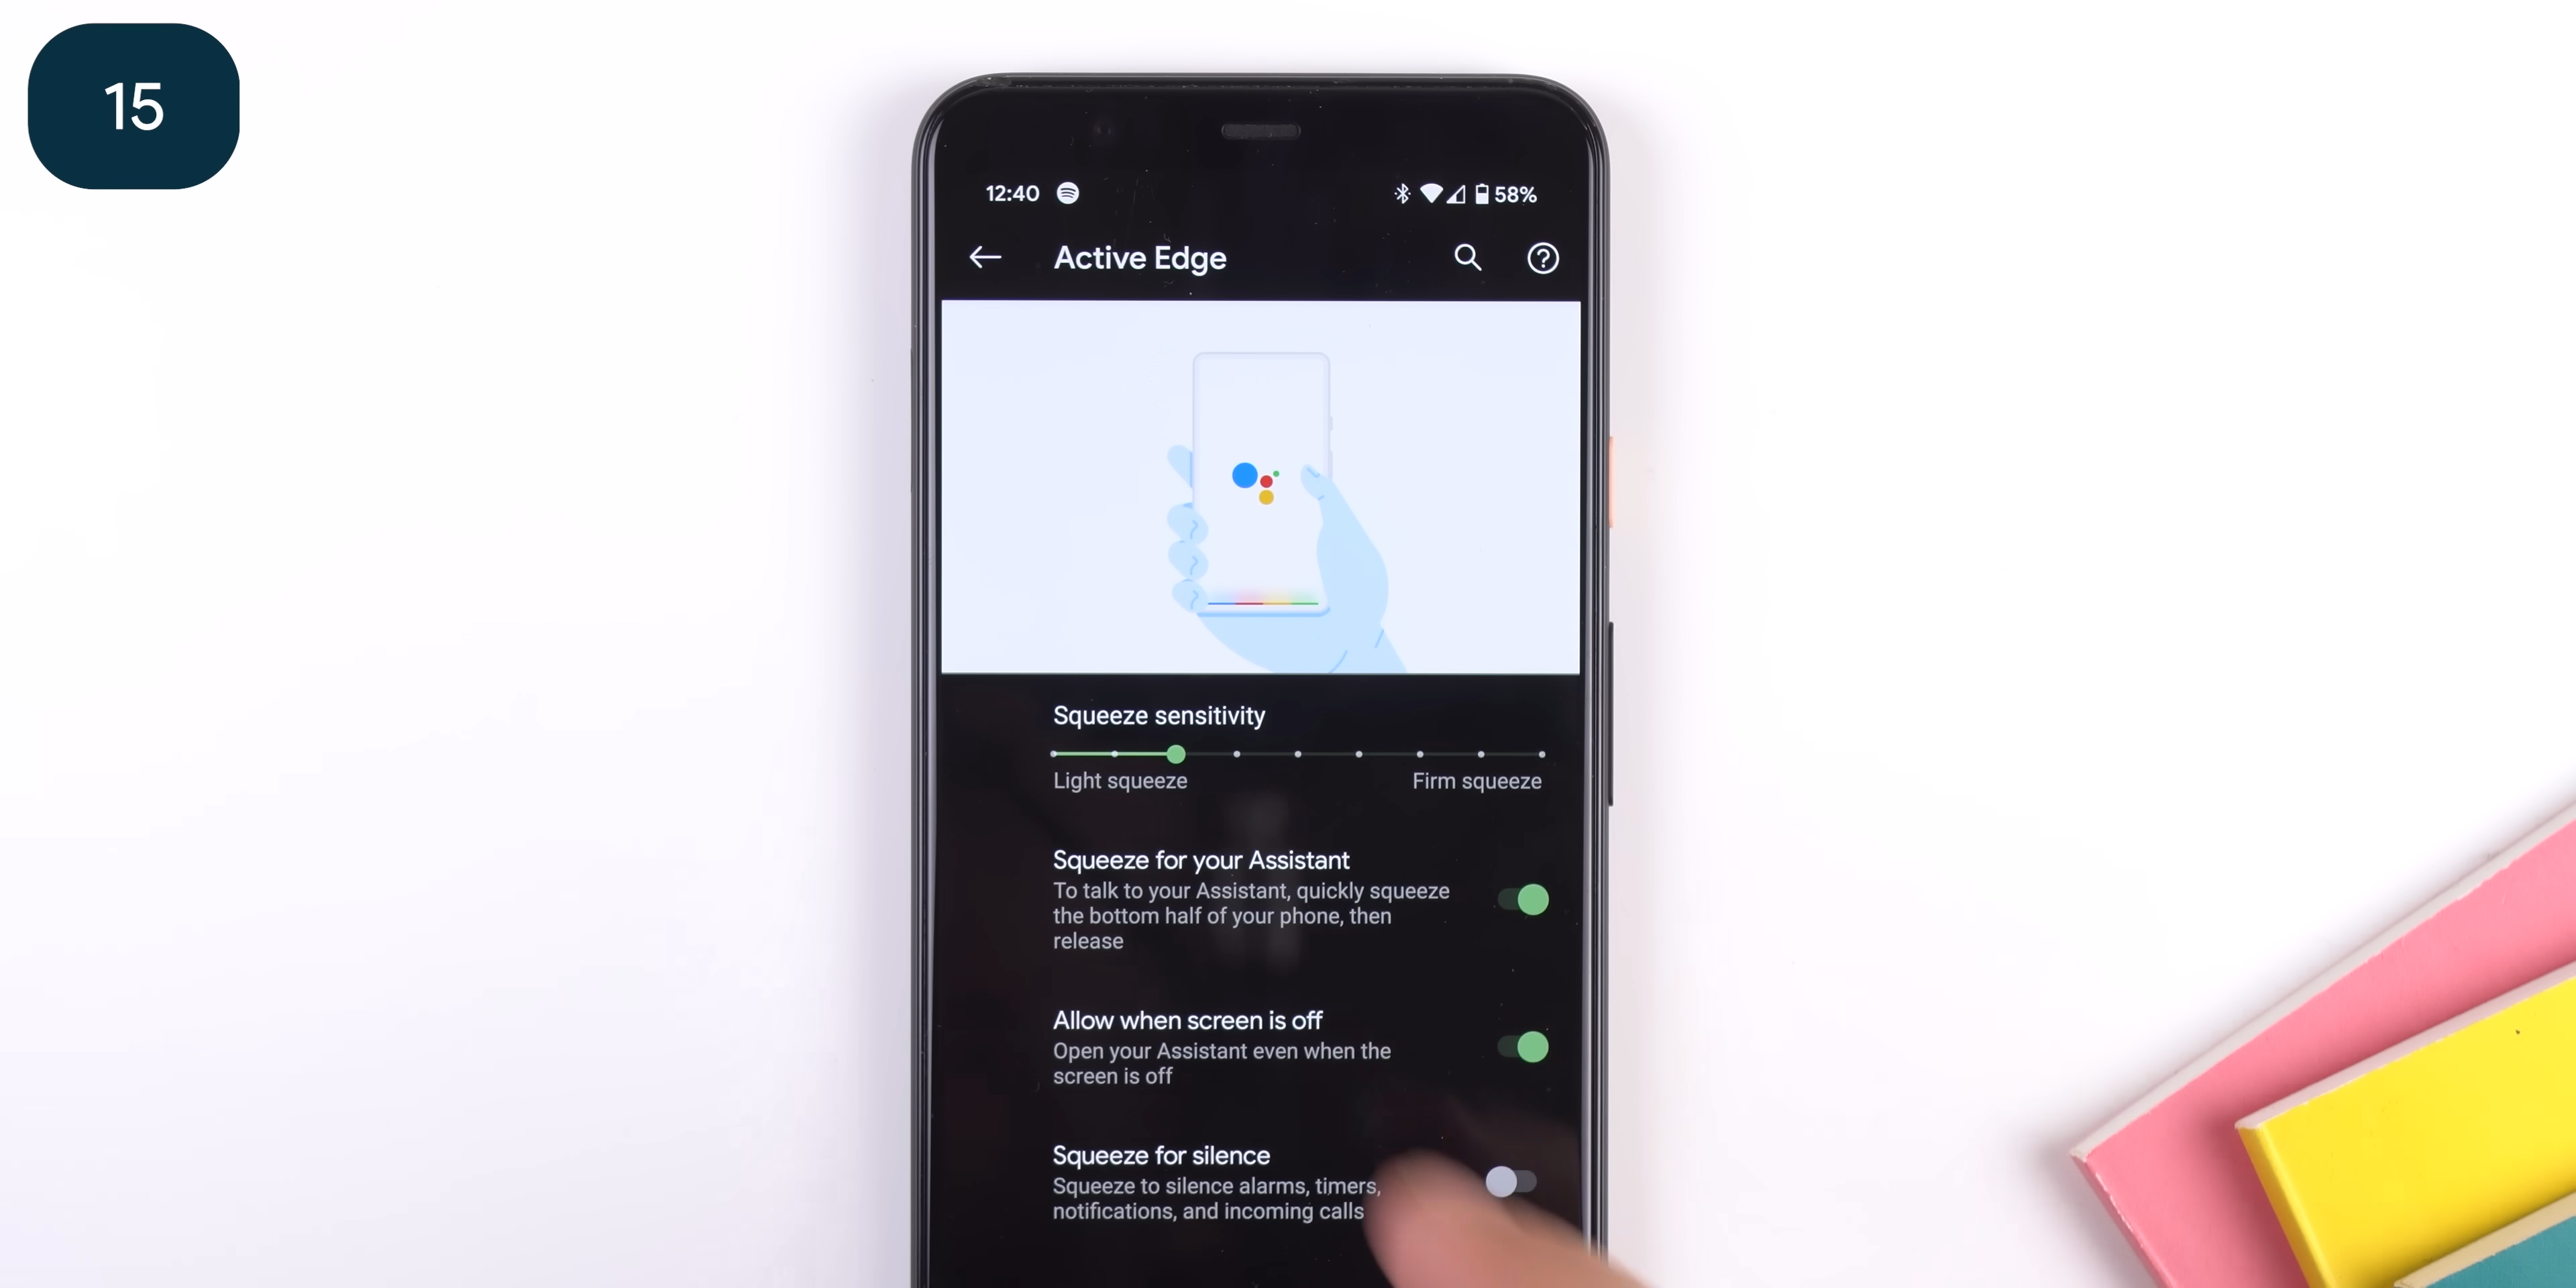 15
12:40
58%
Active Edge
Squeeze sensitivity
Light squeeze
Firm squeeze
Squeeze for your Assistant
To talk to your Assistant, quickly squeeze
the bottom half of your phone, then
release
Allow when screen is off
Open your Assistant even when the
screen is off
Squeeze for silence
Squeeze to silence alarms, timers,
notifications, and incoming calls